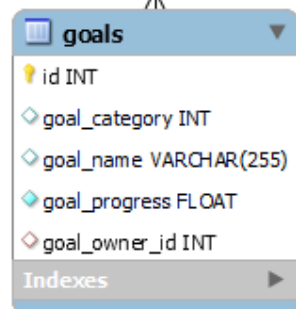 goals
id INT
goal_category INT
goal_name VARCHAR(255)
goal_progress FLOAT
goal_owner_id INT
Indexes